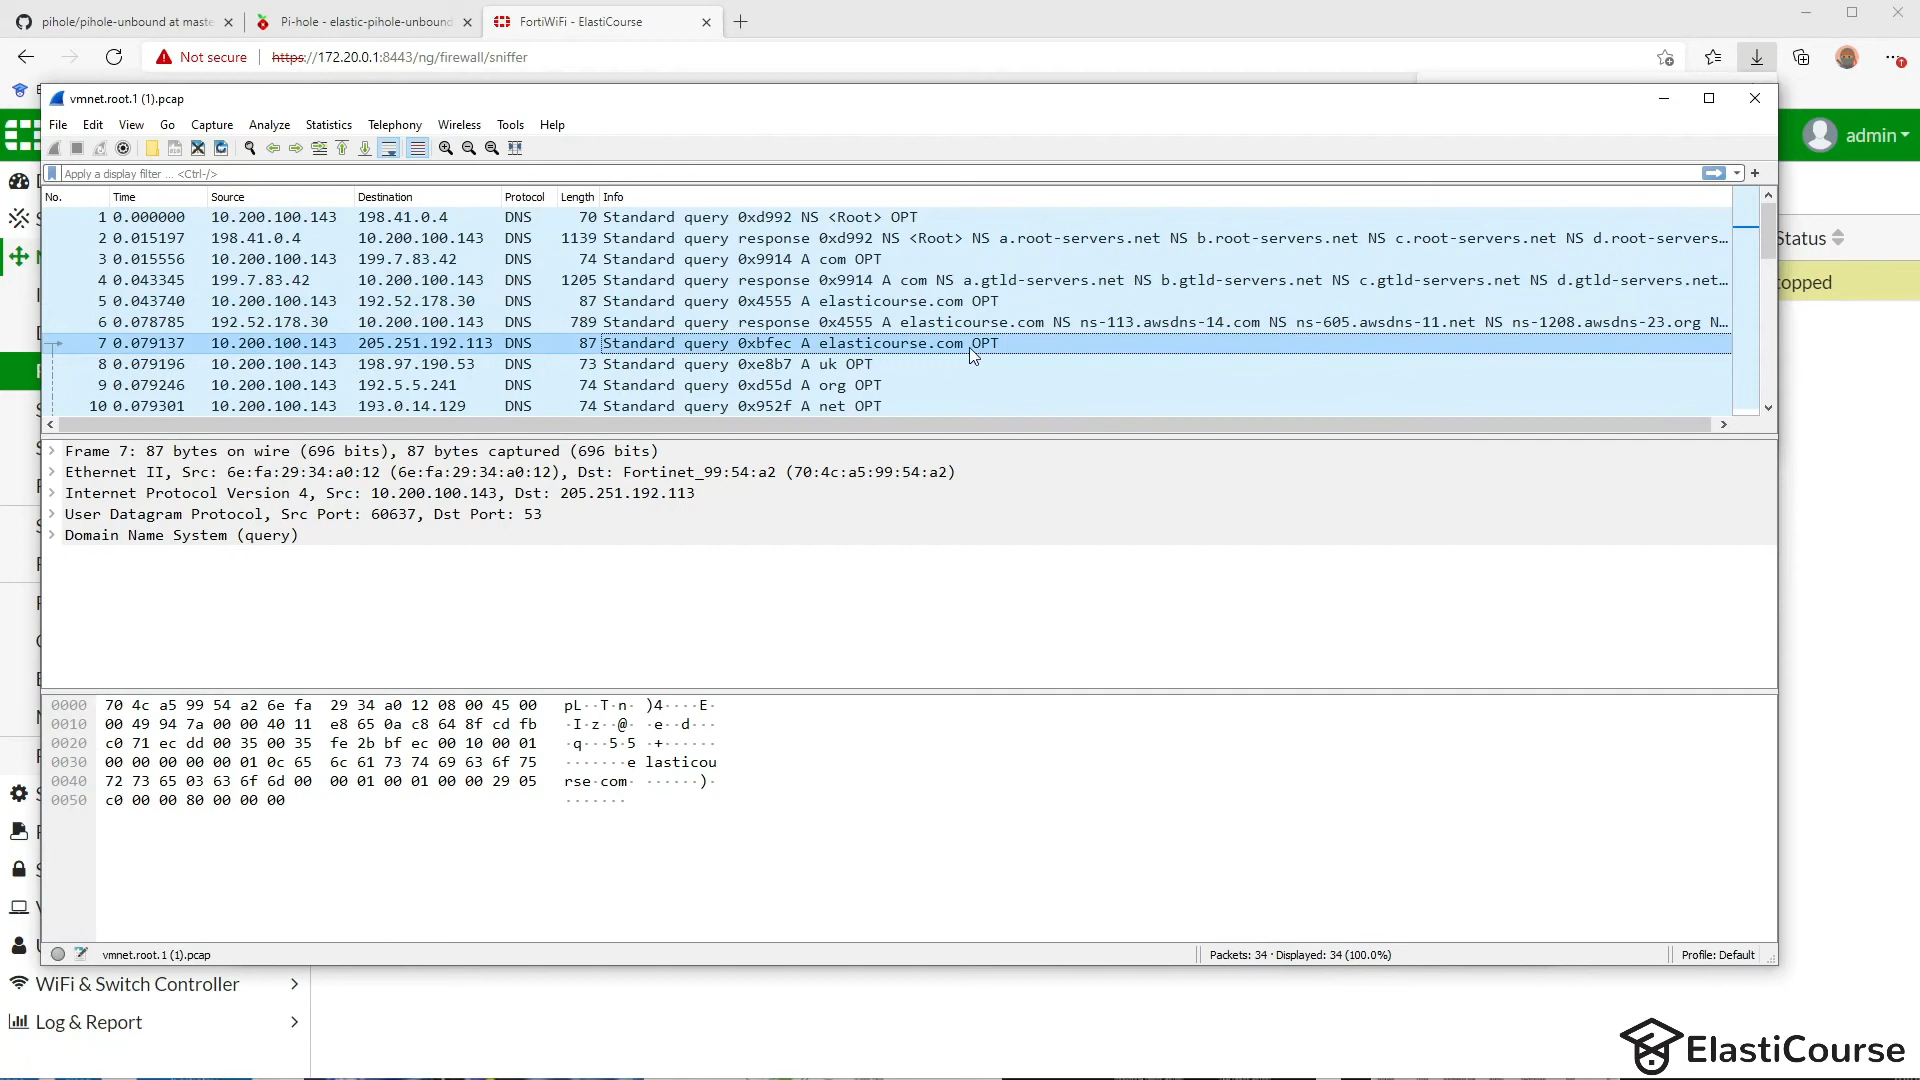 pihole/pihole-unbound at maste
Pi-hole - elastic-pihole-unbound
FortiWiFi - ElastiCourse
Not secure
https://172.20.0.1:8443/ng/firewall/sniffer
vmnet.root.1 (1).pcap
File Edit View Go Capture Analyze Statistics Telephony Wireless Tools Help
admin
Apply a display filter ... <Ctrl-/>
No. Time Source Destination Protocol Length Info
1 0.000000 10.200.100.143 198.41.0.4 DNS 70 Standard query 0xd992 NS <Root> OPT
2 0.015197 198.41.0.4 10.200.100.143 DNS 1139 Standard query response 0xd992 NS <Root> NS a.root-servers.net NS b.root-servers.net NS c.root-servers.net NS d.root-servers…
3 0.015556 10.200.100.143 199.7.83.42 DNS 74 Standard query 0x9914 A com OPT
4 0.043345 199.7.83.42 10.200.100.143 DNS 1205 Standard query response 0x9914 A com NS a.gtld-servers.net NS b.gtld-servers.net NS c.gtld-servers.net NS d.gtld-servers.net…
5 0.043740 10.200.100.143 192.52.178.30 DNS 87 Standard query 0x4555 A elasticourse.com OPT
6 0.078785 192.52.178.30 10.200.100.143 DNS 789 Standard query response 0x4555 A elasticourse.com NS ns-113.awsdns-14.com NS ns-605.awsdns-11.net NS ns-1208.awsdns-23.org N…
7 0.079137 10.200.100.143 205.251.192.113 DNS 87 Standard query 0xbfec A elasticourse.com OPT
8 0.079196 10.200.100.143 198.97.190.53 DNS 73 Standard query 0xe8b7 A uk OPT
9 0.079246 10.200.100.143 192.5.5.241 DNS 74 Standard query 0xd55d A org OPT
10 0.079301 10.200.100.143 193.0.14.129 DNS 74 Standard query 0x952f A net OPT
Status
topped
Frame 7: 87 bytes on wire (696 bits), 87 bytes captured (696 bits)
Ethernet II, Src: 6e:fa:29:34:a0:12 (6e:fa:29:34:a0:12), Dst: Fortinet_99:54:a2 (70:4c:a5:99:54:a2)
Internet Protocol Version 4, Src: 10.200.100.143, Dst: 205.251.192.113
User Datagram Protocol, Src Port: 60637, Dst Port: 53
Domain Name System (query)
0000 70 4c a5 99 54 a2 6e fa 29 34 a0 12 08 00 45 00 pL··T·n· )4····E·
0010 00 49 94 7a 00 00 40 11 e8 65 0a c8 64 8f cd fb ·I·z··@· ·e··d···
0020 c0 71 ec dd 00 35 00 35 fe 2b bf ec 00 10 00 01 ·q···5·5 ·+······
0030 00 00 00 00 00 01 0c 65 6c 61 73 74 69 63 6f 75 ·······e lasticou
0040 72 73 65 03 63 6f 6d 00 00 01 00 01 00 00 29 05 rse·com· ······)·
0050 c0 00 00 80 00 00 00 ·······
vmnet.root.1 (1).pcap
Packets: 34 · Displayed: 34 (100.0%)
Profile: Default
WiFi & Switch Controller
Log & Report
ElastiCourse